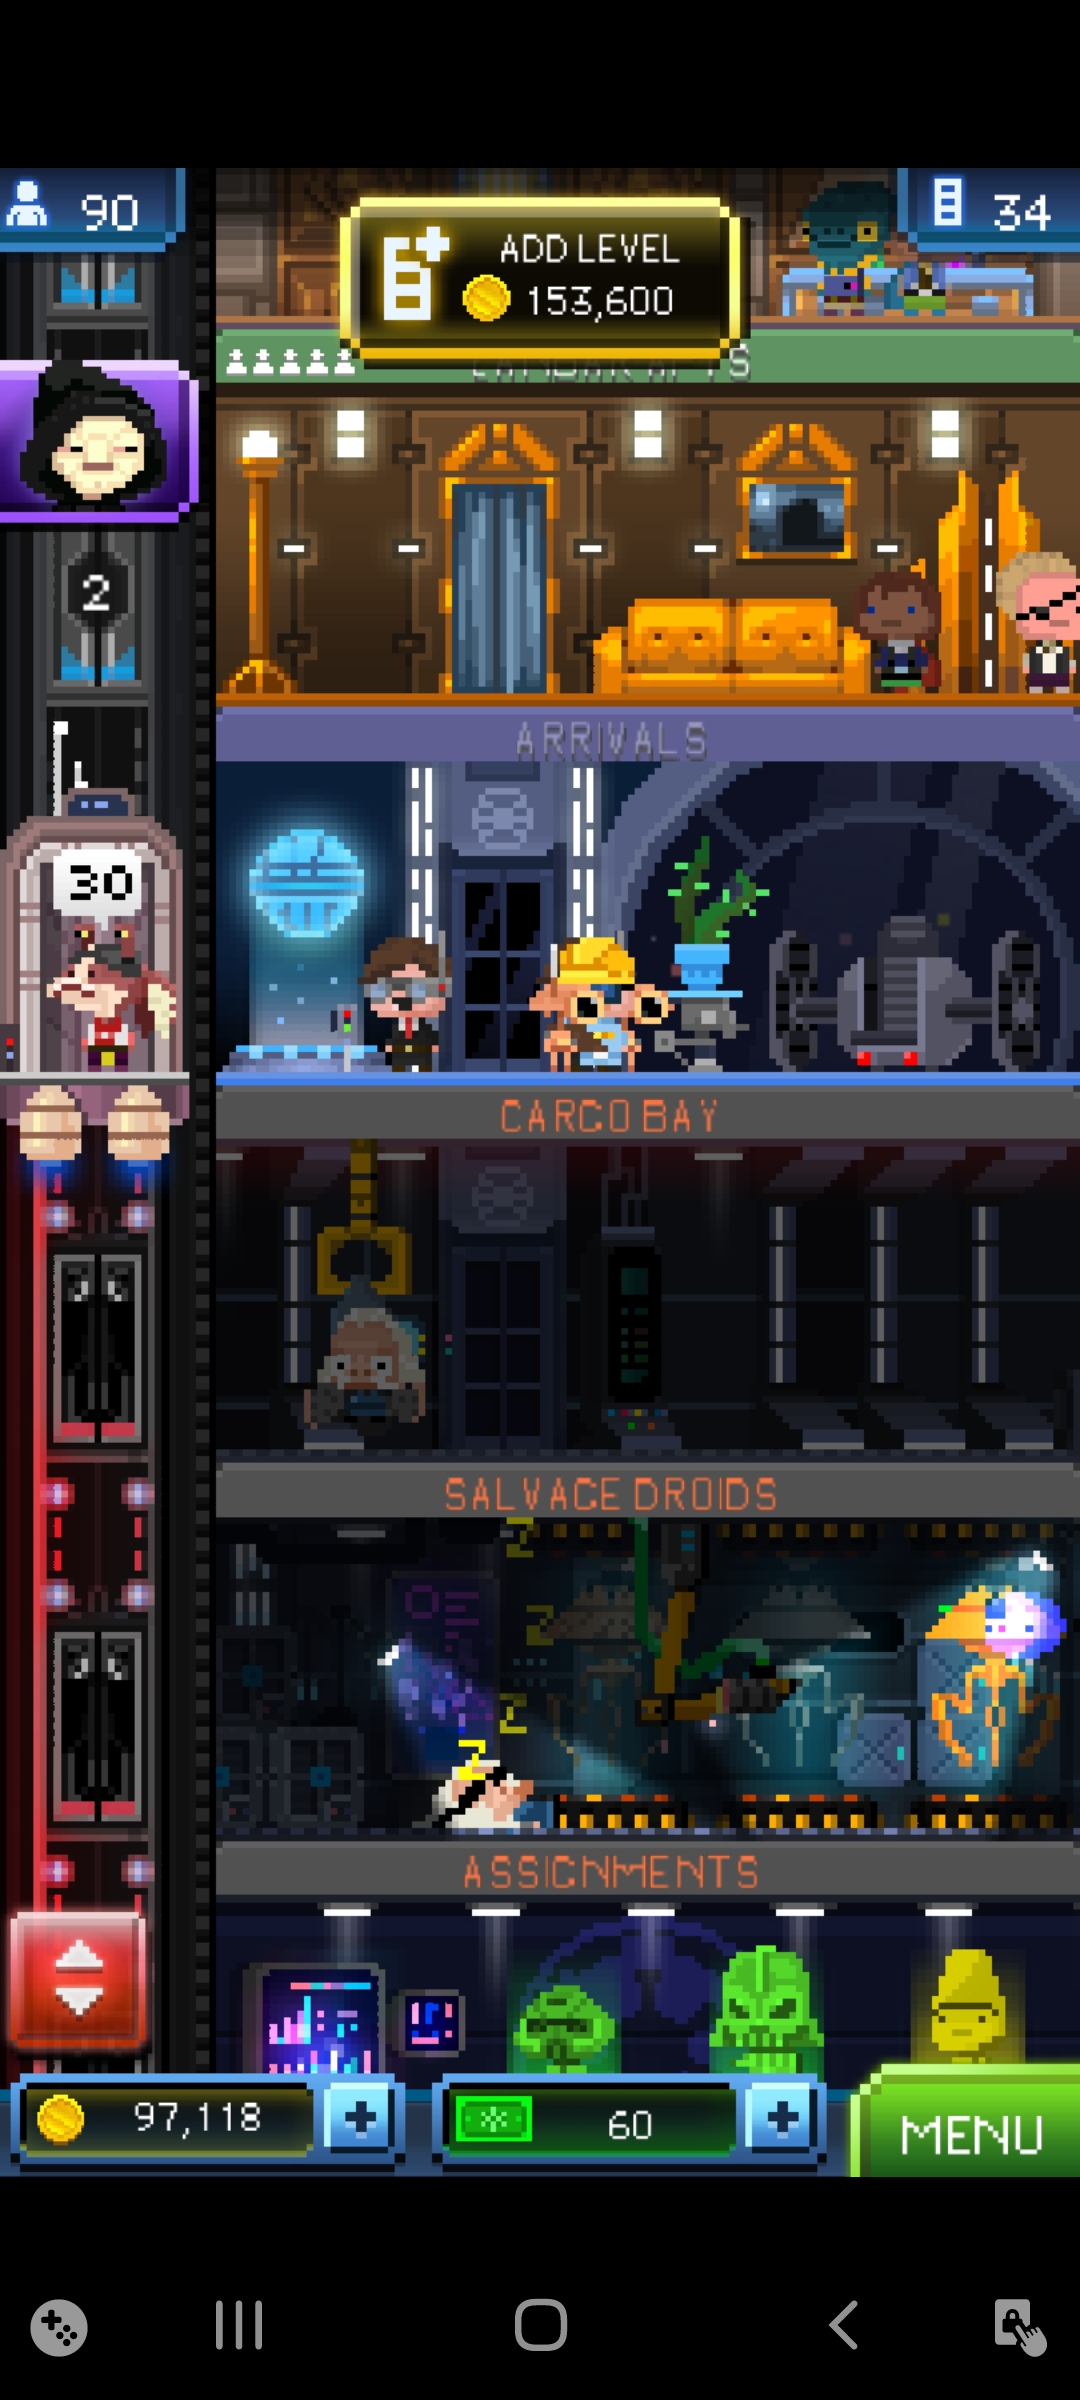 90
ADD LEVEL
153,600
34
2
ARRIVALS
30
CARGO BAY
SALVAGE DROIDS
Z
Z
Z
Z
ASSIGNMENTS
97,118
60
MENU